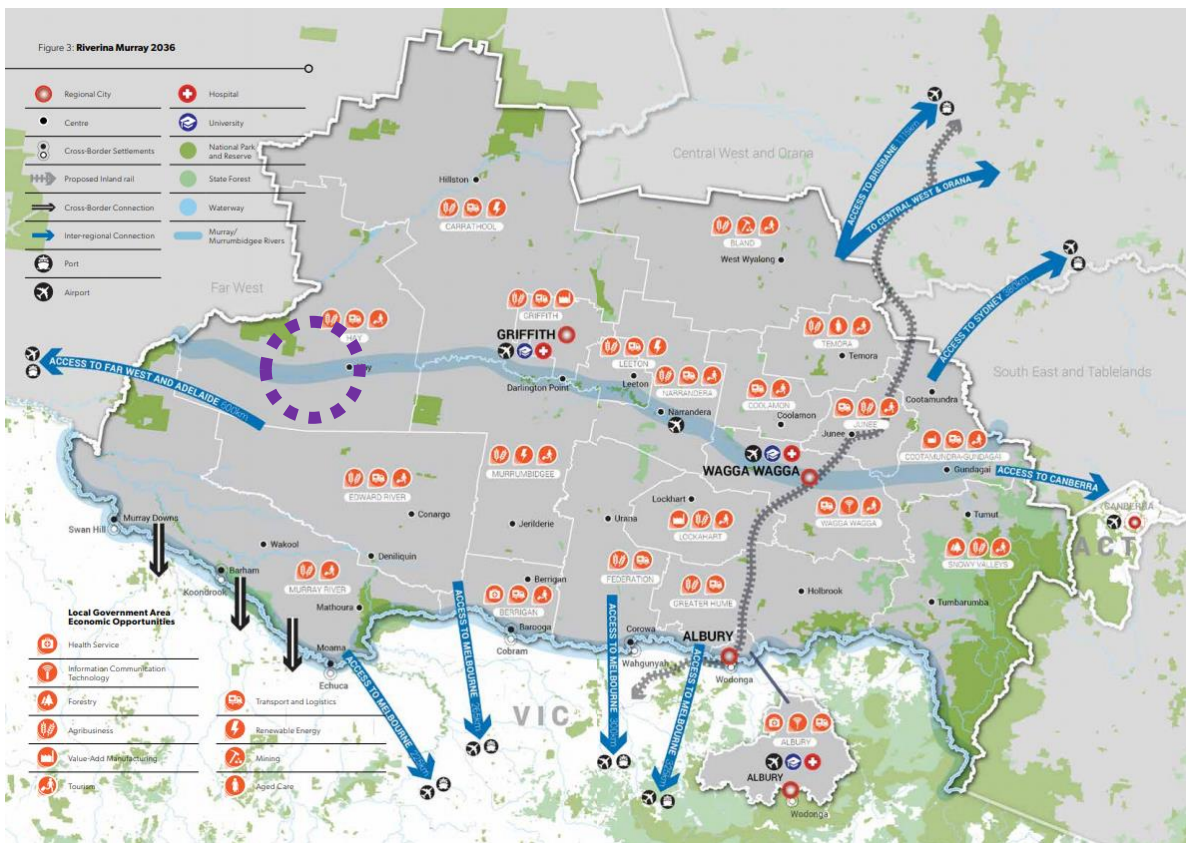 Figure 3: Riverina Murray 2036
Regional City
Hospital
Centre
University
Cross-Border Settlements
National Park
and Reserve
Proposed Inland rail
State Forest
Cross-Border Connection
Waterway
Inter-regional Connection
Murray/
Murrumbidgee Rivers
Port
Airport
Far West
Central West and Orana
South East and Tablelands
ACCESS TO BRISBANE
TO CENTRAL WEST & ORANA
ACCESS TO SYDNEY
Hillston
CARRATHOOL
BLAND
West Wyalong
GRIFFITH
GRIFFITH
LEETON
Leeton
Darlington Point
NARRANDERA
Narrandera
TEMORA
Temora
COOLAMON
Coolamon
JUNEE
Junee
Cootamundra
COOTAMUNDRA-GUNDAGAI
Gundagai
ACCESS TO FAR WEST AND ADELAIDE 600km
ACCESS TO CANBERRA
CANBERRA
ACT
WAGGA WAGGA
WAGGA WAGGA
MURRUMBIDGEE
EDWARD RIVER
Conargo
Jerilderie
Urana
Lockhart
LOCKAHART
Tumut
SNOWY VALLEYS
Tumbarumba
Holbrook
Swan Hill
Murray Downs
Wakool
Deniliquin
Barham
Koondrook
MURRAY RIVER
Mathoura
Moama
Echuca
Berrigan
BERRIGAN
Barooga
Cobram
FEDERATION
GREATER HUME
Corowa
Wahgunyah
ALBURY
Wodonga
ACCESS TO MELBOURNE
ACCESS TO MELBOURNE
ACCESS TO MELBOURNE 300km
ACCESS TO MELBOURNE
VIC
ALBURY
ALBURY
Wodonga
Local Government Area
Economic Opportunities
Health Service
Information Communication
Technology
Forestry
Agribusiness
Value-Add Manufacturing
Tourism
Transport and Logistics
Renewable Energy
Mining
Aged Care